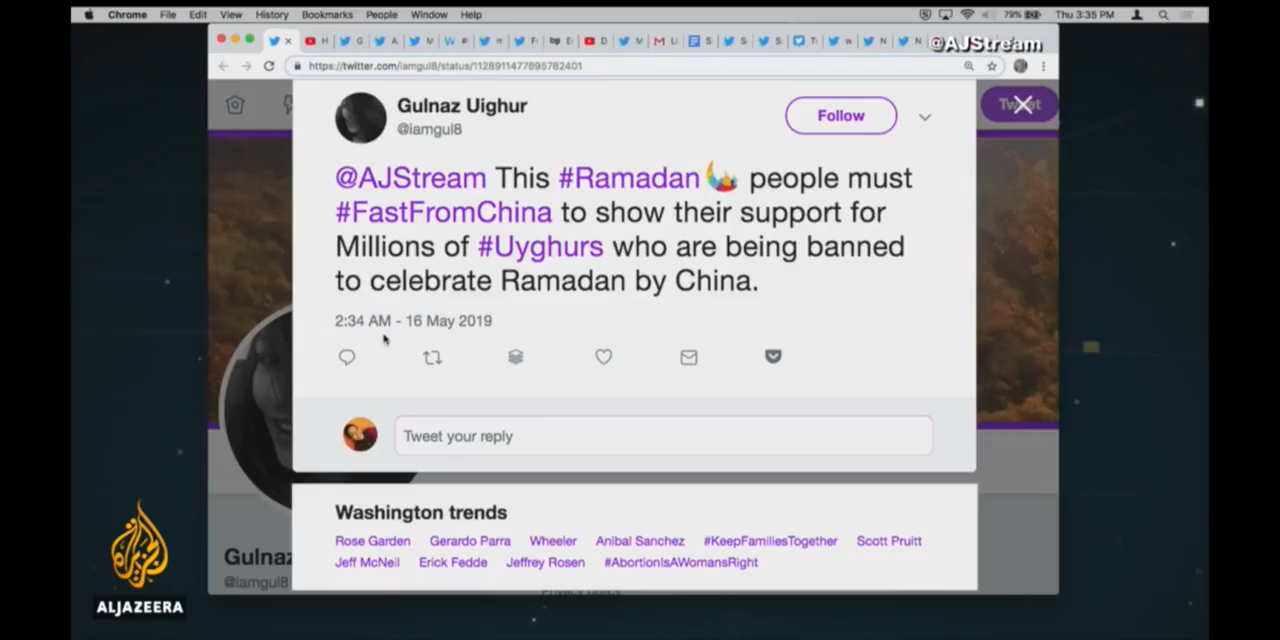 Chrome File Edit View History Bookmarks People Window Help 79% Thu 3:35 PM
@AJStream
https://twitter.com/iamgul8/status/1128911477895782401
Gulnaz Uighur
@iamgul8
Follow
Tweet
@AJStream This #Ramadan people must
#FastFromChina to show their support for
Millions of #Uyghurs who are being banned
to celebrate Ramadan by China.
2:34 AM - 16 May 2019
Tweet your reply
Washington trends
Rose Garden Gerardo Parra Wheeler Anibal Sanchez #KeepFamiliesTogether Scott Pruitt
Jeff McNeil Erick Fedde Jeffrey Rosen #AbortionIsAWomansRight
Gulnaz
@iamgul8
ALJAZEERA